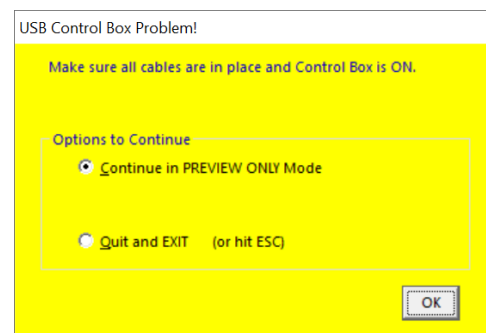 USB Control Box Problem!
Make sure all cables are in place and Control Box is ON.
Options to Continue
Continue in PREVIEW ONLY Mode
Quit and EXIT (or hit ESC)
OK